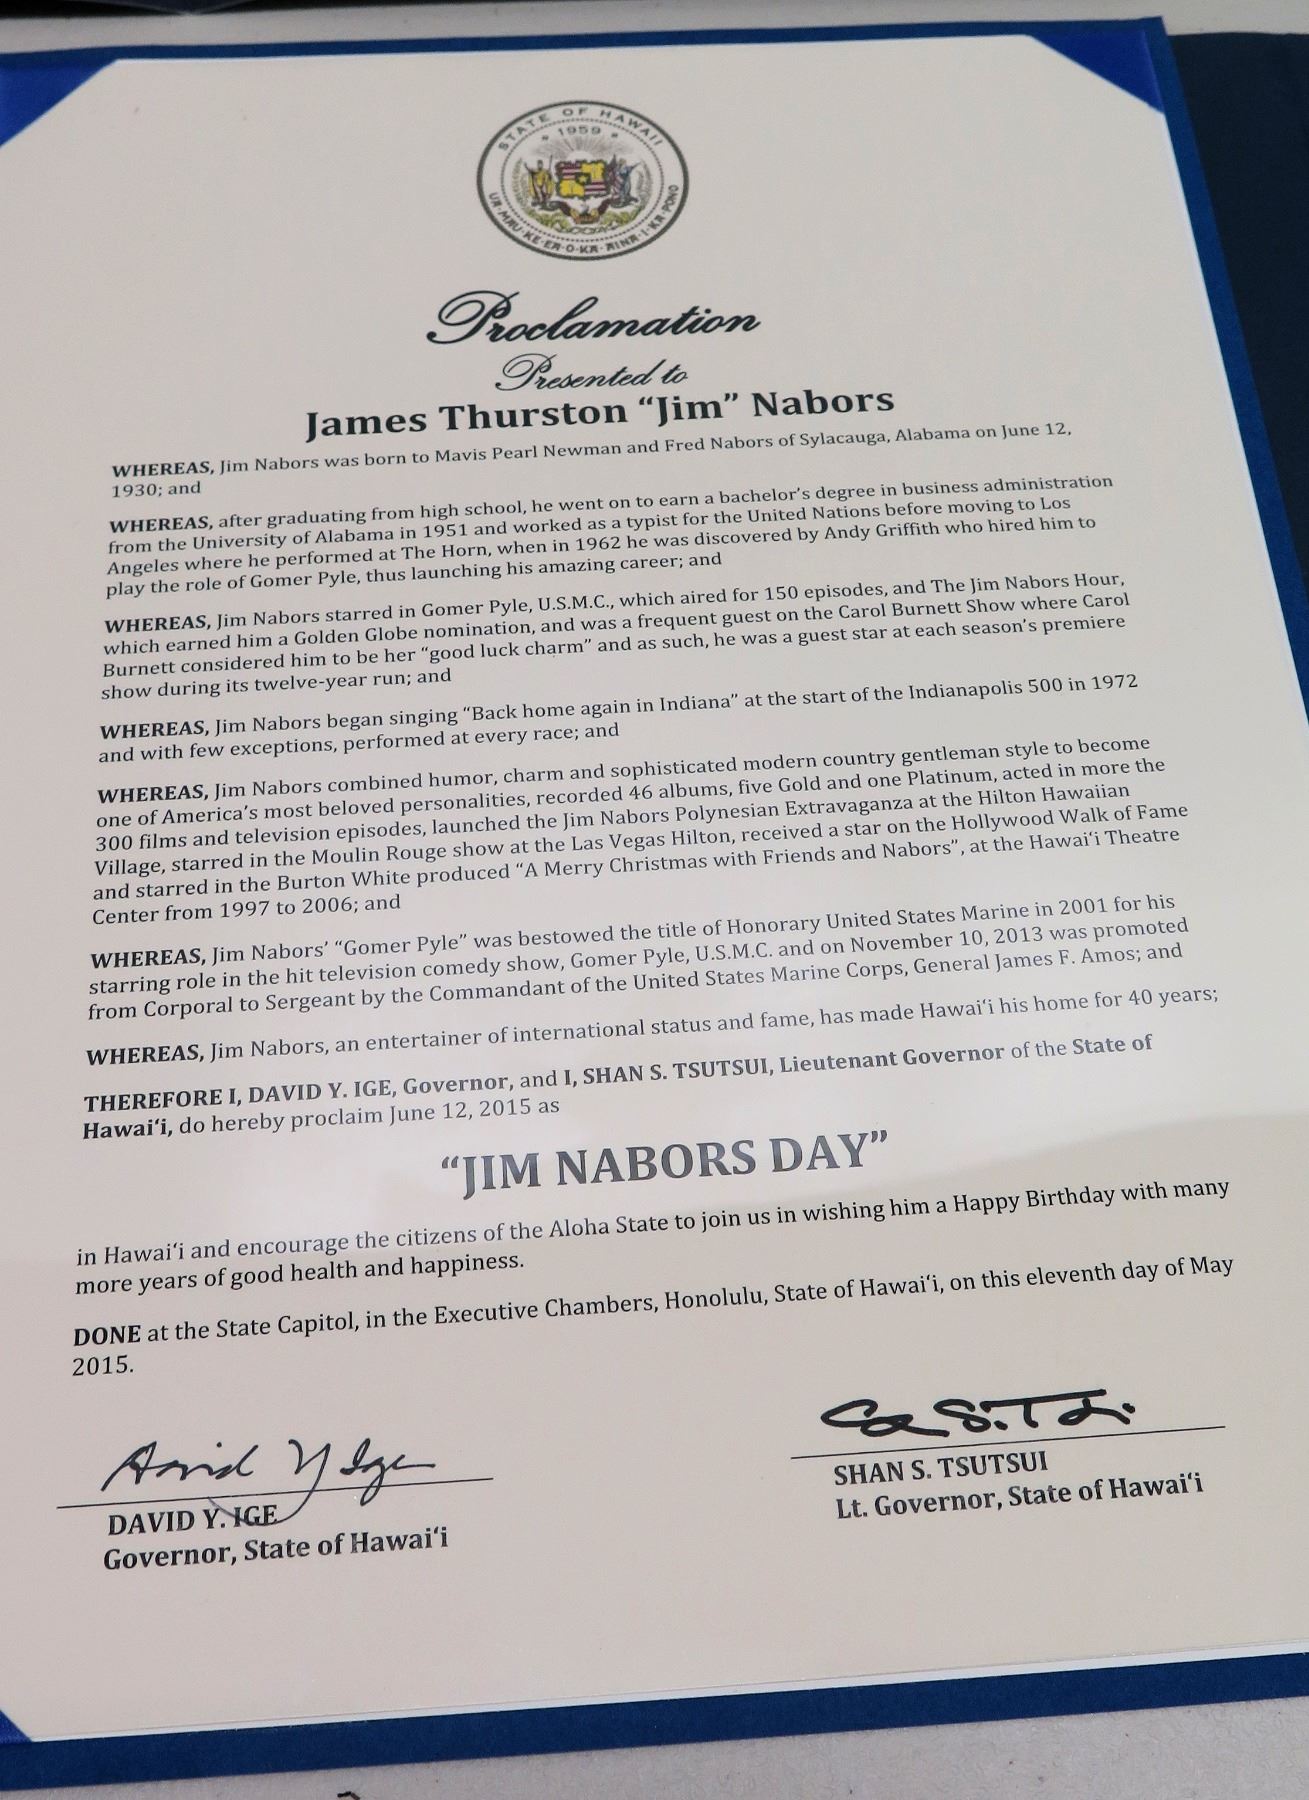 STATE OF HAWAII
1959
UA·MAU·KE·EA·O·KA·AINA·I·KA·PONO
Proclamation
Presented to
James Thurston “Jim” Nabors
WHEREAS, Jim Nabors was born to Mavis Pearl Newman and Fred Nabors of Sylacauga, Alabama on June 12,
1930; and
WHEREAS, after graduating from high school, he went on to earn a bachelor’s degree in business administration
from the University of Alabama in 1951 and worked as a typist for the United Nations before moving to Los
Angeles where he performed at The Horn, when in 1962 he was discovered by Andy Griffith who hired him to
play the role of Gomer Pyle, thus launching his amazing career; and
WHEREAS, Jim Nabors starred in Gomer Pyle, U.S.M.C., which aired for 150 episodes, and The Jim Nabors Hour,
which earned him a Golden Globe nomination, and was a frequent guest on the Carol Burnett Show where Carol
Burnett considered him to be her “good luck charm” and as such, he was a guest star at each season’s premiere
show during its twelve-year run; and
WHEREAS, Jim Nabors began singing “Back home again in Indiana” at the start of the Indianapolis 500 in 1972
and with few exceptions, performed at every race; and
WHEREAS, Jim Nabors combined humor, charm and sophisticated modern country gentleman style to become
one of America’s most beloved personalities, recorded 46 albums, five Gold and one Platinum, acted in more the
300 films and television episodes, launched the Jim Nabors Polynesian Extravaganza at the Hilton Hawaiian
Village, starred in the Moulin Rouge show at the Las Vegas Hilton, received a star on the Hollywood Walk of Fame
and starred in the Burton White produced “A Merry Christmas with Friends and Nabors”, at the Hawai‘i Theatre
Center from 1997 to 2006; and
WHEREAS, Jim Nabors’ “Gomer Pyle” was bestowed the title of Honorary United States Marine in 2001 for his
starring role in the hit television comedy show, Gomer Pyle, U.S.M.C. and on November 10, 2013 was promoted
from Corporal to Sergeant by the Commandant of the United States Marine Corps, General James F. Amos; and
WHEREAS, Jim Nabors, an entertainer of international status and fame, has made Hawai‘i his home for 40 years;
THEREFORE I, DAVID Y. IGE, Governor, and I, SHAN S. TSUTSUI, Lieutenant Governor of the State of
Hawai‘i, do hereby proclaim June 12, 2015 as
“JIM NABORS DAY”
in Hawai‘i and encourage the citizens of the Aloha State to join us in wishing him a Happy Birthday with many
more years of good health and happiness.
DONE at the State Capitol, in the Executive Chambers, Honolulu, State of Hawai‘i, on this eleventh day of May
2015.
David Y Ige
DAVID Y. IGE
Governor, State of Hawai‘i
SHAN S. TSUTSUI
Lt. Governor, State of Hawai‘i